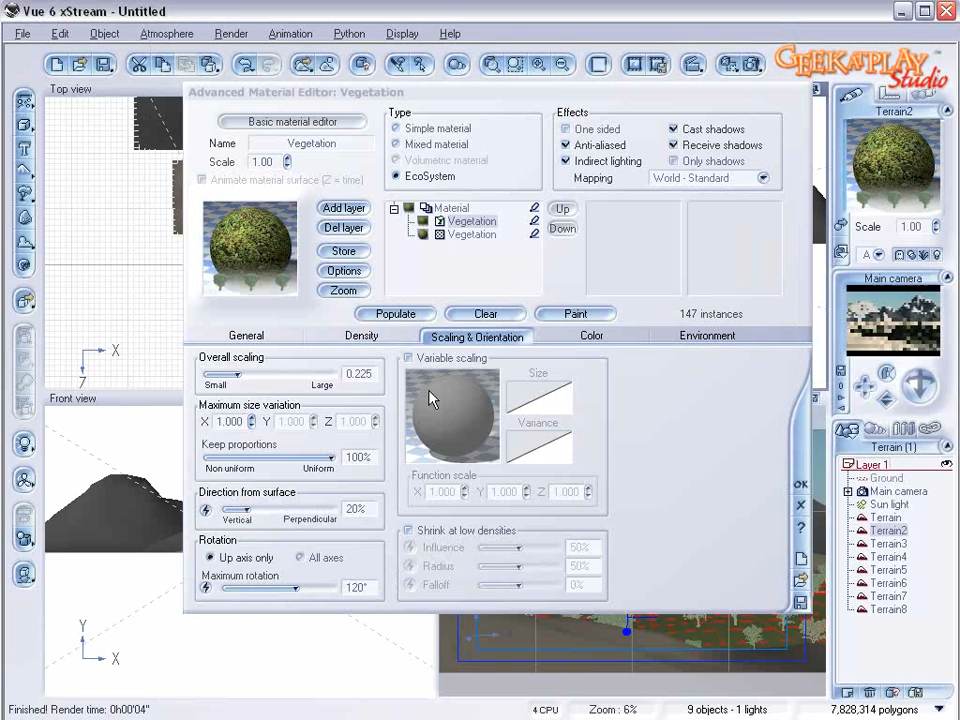 Vue 6 xStream - Untitled
File Edit Object Atmosphere Render Animation Python Display Help
GEEKATPLAY
Studio
Top view
Advanced Material Editor: Vegetation
Basic material editor
Name Vegetation
Scale 1.00
Animate material surface (Z = time)
Type
Simple material
Mixed material
Volumetric material
EcoSystem
Effects
One sided
Cast shadows
Anti-aliased
Receive shadows
Indirect lighting
Only shadows
Mapping World - Standard
Add layer
Del layer
Store
Options
Zoom
Material
Vegetation
Vegetation
Up
Down
Populate Clear Paint 147 instances
General Density Scaling & Orientation Color Environment
Overall scaling
0.225
Small Large
Maximum size variation
X 1.000 Y 1.000 Z 1.000
Keep proportions
100%
Non uniform Uniform
Direction from surface
20%
Vertical Perpendicular
Rotation
Up axis only All axes
Maximum rotation
120°
Variable scaling
Size
Variance
Function scale
X 1.000 Y 1.000 Z 1.000
Shrink at low densities
Influence 50%
Radius 50%
Falloff 0%
OK
?
X
Z
Front view
Y
X
Terrain2
Scale 1.00
A
Main camera
Terrain (1)
Layer 1
Ground
Main camera
Sun light
Terrain
Terrain2
Terrain3
Terrain4
Terrain5
Terrain6
Terrain7
Terrain8
Finished! Render time: 0h00'04" 4 CPU Zoom : 6% 9 objects - 1 lights 7,828,314 polygons